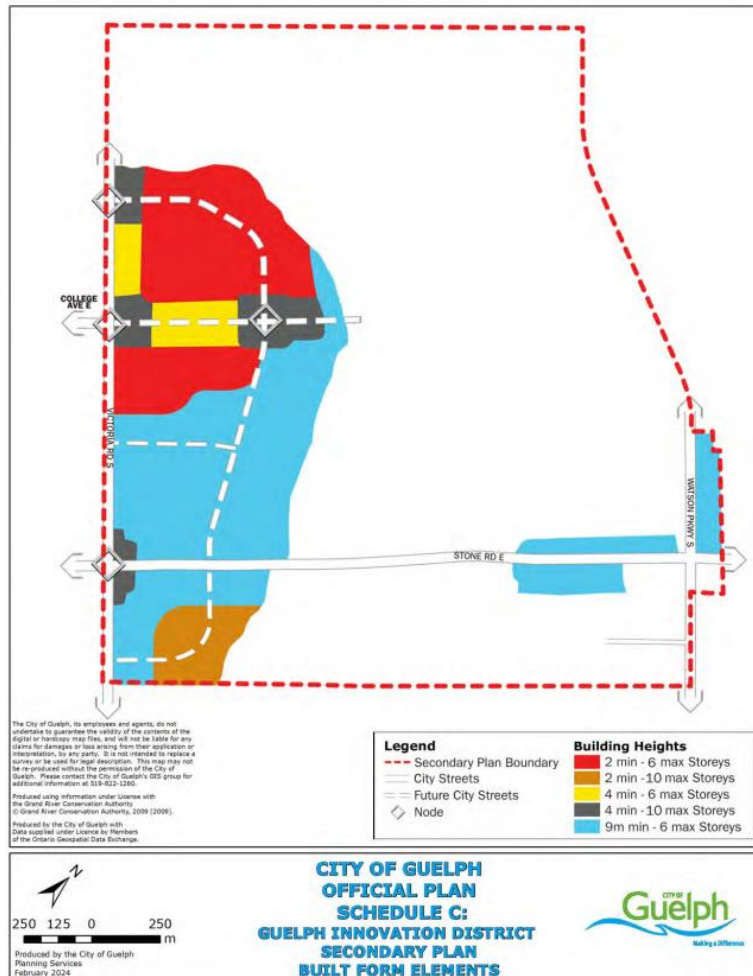 COLLEGE
AVE E
VICTORIA RD S
WATSON PKWY S
STONE RD E
The City of Guelph, its employees and agents, do not
undertake to guarantee the validity of the contents of the
digital or hardcopy map files, and will not be liable for any
claims for damages or loss arising from their application or
interpretation, by any party. It is not intended to replace a
survey or be used for legal description. This map may not
be re-produced without the permission of the City of
Guelph. Please contact the City of Guelph's GIS group for
additional information at 519-822-1260.
Produced using information under License with
the Grand River Conservation Authority
© Grand River Conservation Authority, 2009 [2009].
Produced by the City of Guelph with
Data supplied under Licence by Members
of the Ontario Geospatial Data Exchange.
Legend
Secondary Plan Boundary
City Streets
Future City Streets
Node
Building Heights
2 min - 6 max Storeys
2 min -10 max Storeys
4 min - 6 max Storeys
4 min -10 max Storeys
9m min - 6 max Storeys
N
250 125 0 250
m
Produced by the City of Guelph
Planning Services
February 2024
CITY OF GUELPH
OFFICIAL PLAN
SCHEDULE C:
GUELPH INNOVATION DISTRICT
SECONDARY PLAN
BUILT FORM ELEMENTS
CITY OF
Guelph
Making a Difference